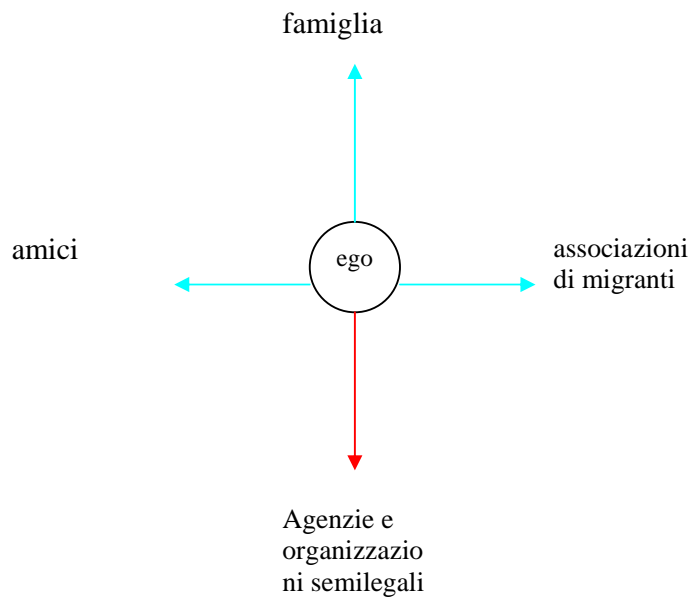 famiglia
amici
ego
associazioni
di migranti
Agenzie e
organizzazio
ni semilegali